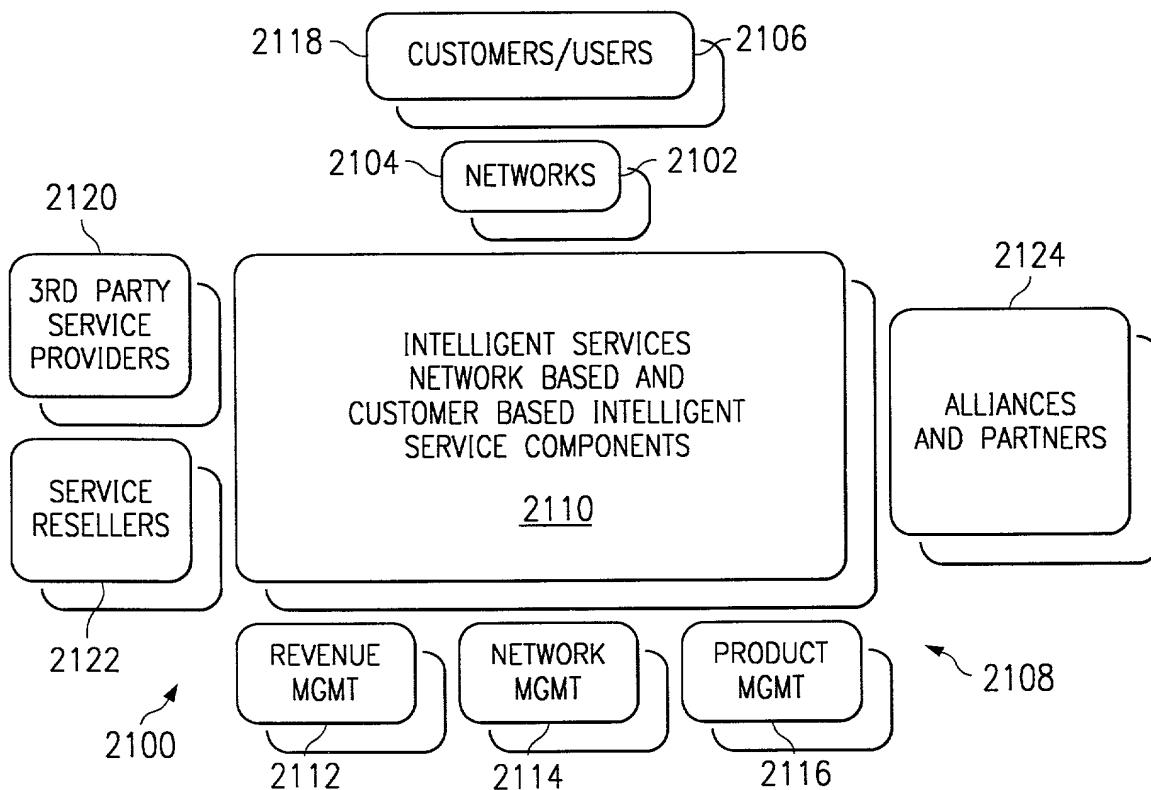 2118
CUSTOMERS/USERS
2106
2104
NETWORKS
2102
2120
3RD PARTY
SERVICE
PROVIDERS
INTELLIGENT SERVICES
NETWORK BASED AND
CUSTOMER BASED INTELLIGENT
SERVICE COMPONENTS
2110
2124
ALLIANCES
AND PARTNERS
SERVICE
RESELLERS
2122
2100
REVENUE
MGMT
2112
NETWORK
MGMT
2114
PRODUCT
MGMT
2116
2108